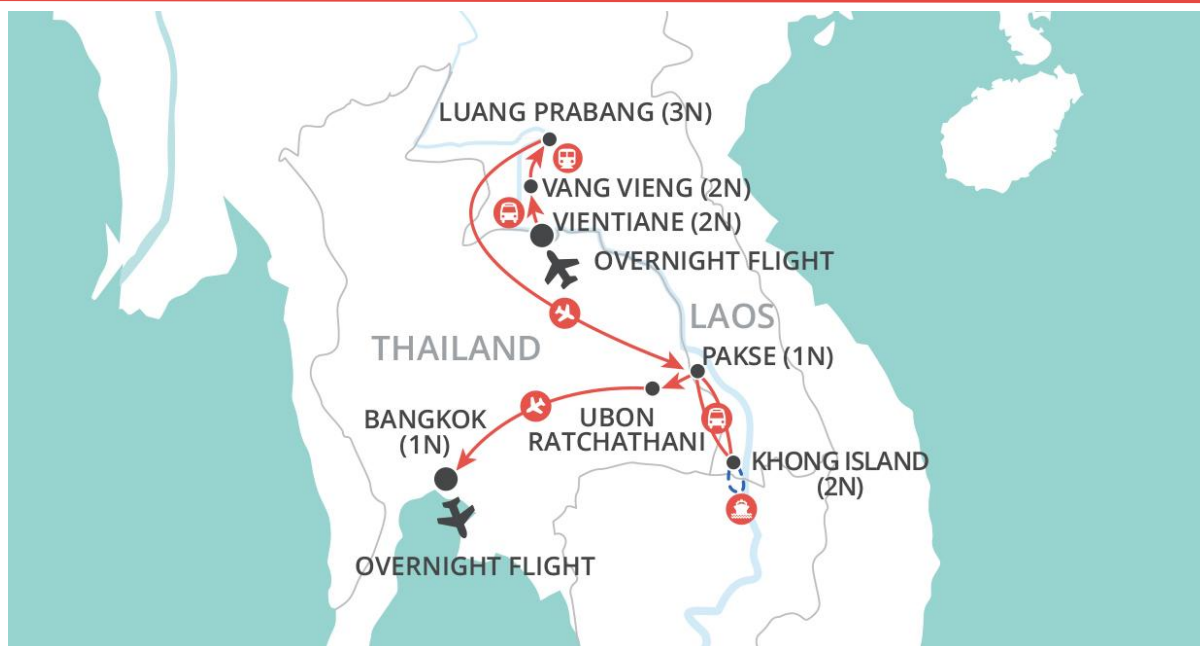 LUANG PRABANG (3N)
VANG VIENG (2N)
VIENTIANE (2N)
OVERNIGHT FLIGHT
LAOS
THAILAND
PAKSE (1N)
BANGKOK
(1N)
UBON
RATCHATHANI
KHONG ISLAND
(2N)
OVERNIGHT FLIGHT